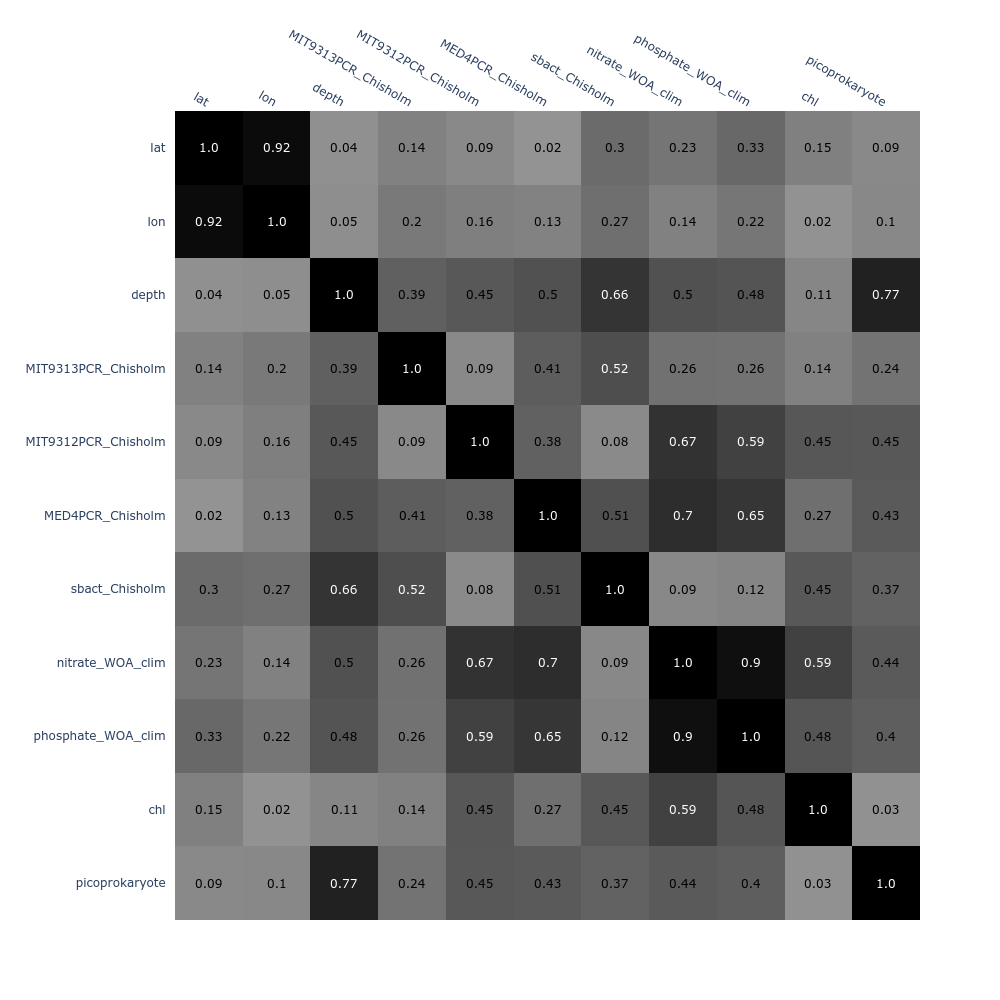 lat lon depth MIT9313PCR_Chisholm MIT9312PCR_Chisholm MED4PCR_Chisholm sbact_Chisholm nitrate_WOA_clim phosphate_WOA_clim chl picoprokaryote
lat 1.0 0.92 0.04 0.14 0.09 0.02 0.3 0.23 0.33 0.15 0.09
lon 0.92 1.0 0.05 0.2 0.16 0.13 0.27 0.14 0.22 0.02 0.1
depth 0.04 0.05 1.0 0.39 0.45 0.5 0.66 0.5 0.48 0.11 0.77
MIT9313PCR_Chisholm 0.14 0.2 0.39 1.0 0.09 0.41 0.52 0.26 0.26 0.14 0.24
MIT9312PCR_Chisholm 0.09 0.16 0.45 0.09 1.0 0.38 0.08 0.67 0.59 0.45 0.45
MED4PCR_Chisholm 0.02 0.13 0.5 0.41 0.38 1.0 0.51 0.7 0.65 0.27 0.43
sbact_Chisholm 0.3 0.27 0.66 0.52 0.08 0.51 1.0 0.09 0.12 0.45 0.37
nitrate_WOA_clim 0.23 0.14 0.5 0.26 0.67 0.7 0.09 1.0 0.9 0.59 0.44
phosphate_WOA_clim 0.33 0.22 0.48 0.26 0.59 0.65 0.12 0.9 1.0 0.48 0.4
chl 0.15 0.02 0.11 0.14 0.45 0.27 0.45 0.59 0.48 1.0 0.03
picoprokaryote 0.09 0.1 0.77 0.24 0.45 0.43 0.37 0.44 0.4 0.03 1.0